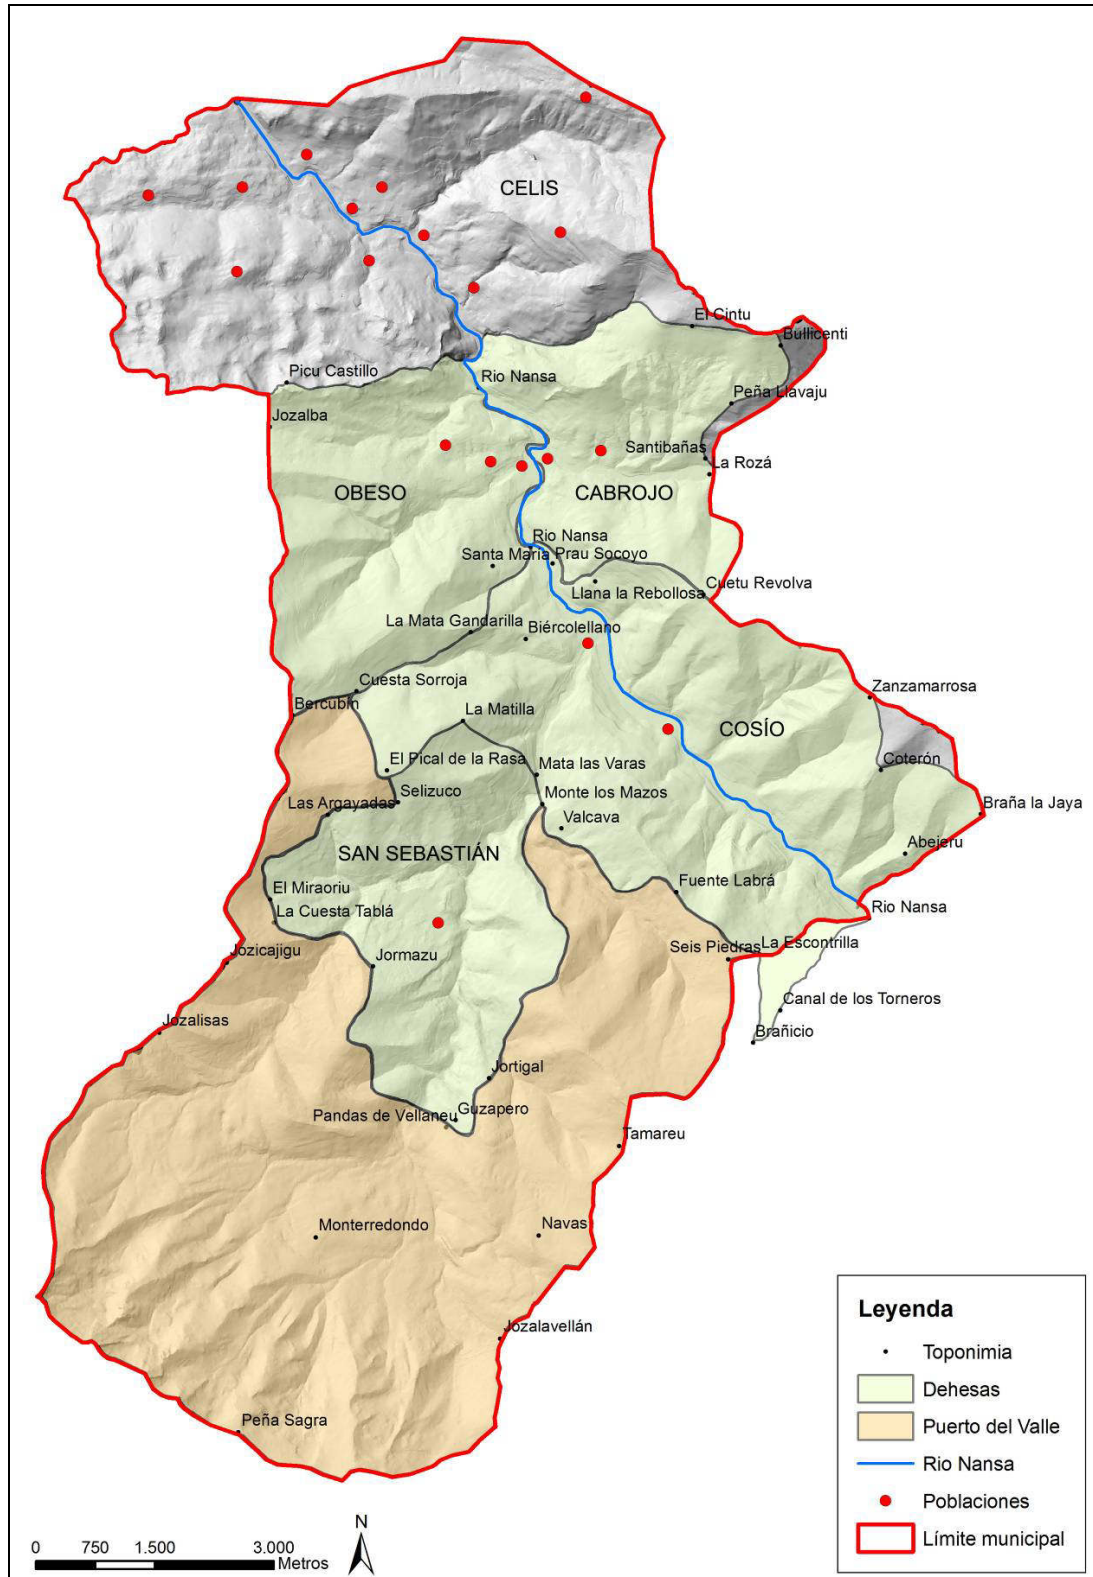 CELIS
El Cintu
Bullicenti
Picu Castillo
Rio Nansa
Peña Llavaju
Jozalba
Santibañas
La Rozá
OBESO
CABROJO
Rio Nansa
Santa Maria
Prau Socoyo
Llana la Rebollosa
Cuetu Revolva
La Mata Gandarilla
Biércolellano
Cuesta Sorroja
Zanzamarrosa
Bercubin
La Matilla
COSÍO
El Pical de la Rasa
Mata las Varas
Coterón
Las Argayadas
Selizuco
Monte los Mazos
Braña la Jaya
Valcava
SAN SEBASTIÁN
Abejeru
El Miraoriu
Fuente Labrá
La Cuesta Tablá
Rio Nansa
Jozicajigu
Jormazu
Seis Piedras
La Escontrilla
Canal de los Torneros
Jozalisas
Brañicio
Jortigal
Pandas de Vellaneu
Guzapero
Tamareu
Monterredondo
Navas
Jozalavellán
Peña Sagra
Leyenda
Toponimia
Dehesas
Puerto del Valle
Rio Nansa
Poblaciones
Límite municipal
N
0 750 1.500 3.000
Metros